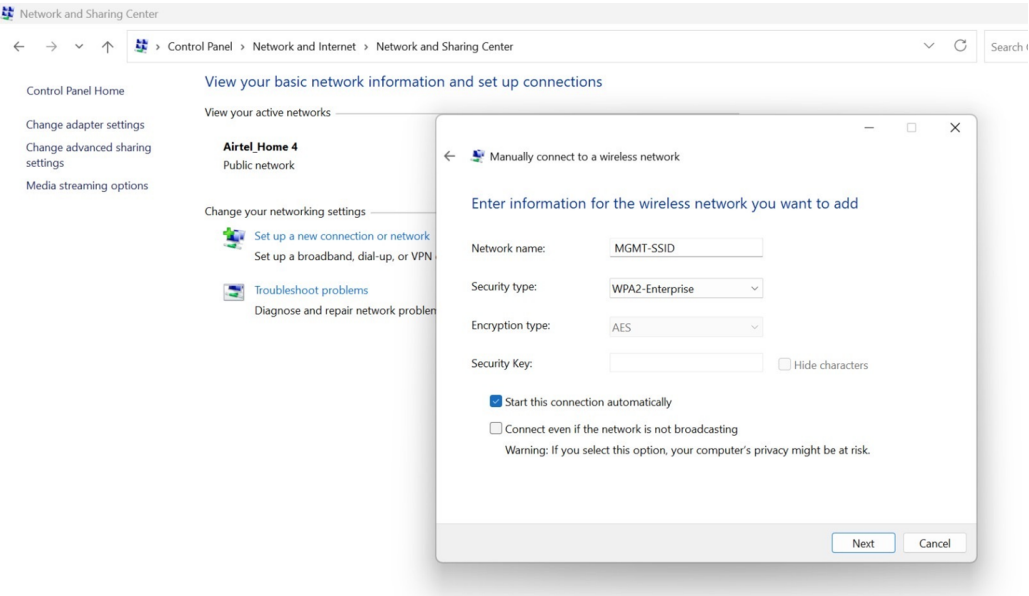 Network and Sharing Center
Control Panel > Network and Internet > Network and Sharing Center
Search
Control Panel Home
Change adapter settings
Change advanced sharing
settings
Media streaming options
View your basic network information and set up connections
View your active networks
Airtel_Home 4
Public network
Change your networking settings
Set up a new connection or network
Set up a broadband, dial-up, or VPN
Troubleshoot problems
Diagnose and repair network problem
Manually connect to a wireless network
Enter information for the wireless network you want to add
Network name: MGMT-SSID
Security type: WPA2-Enterprise
Encryption type: AES
Security Key: Hide characters
Start this connection automatically
Connect even if the network is not broadcasting
Warning: If you select this option, your computer's privacy might be at risk.
Next Cancel